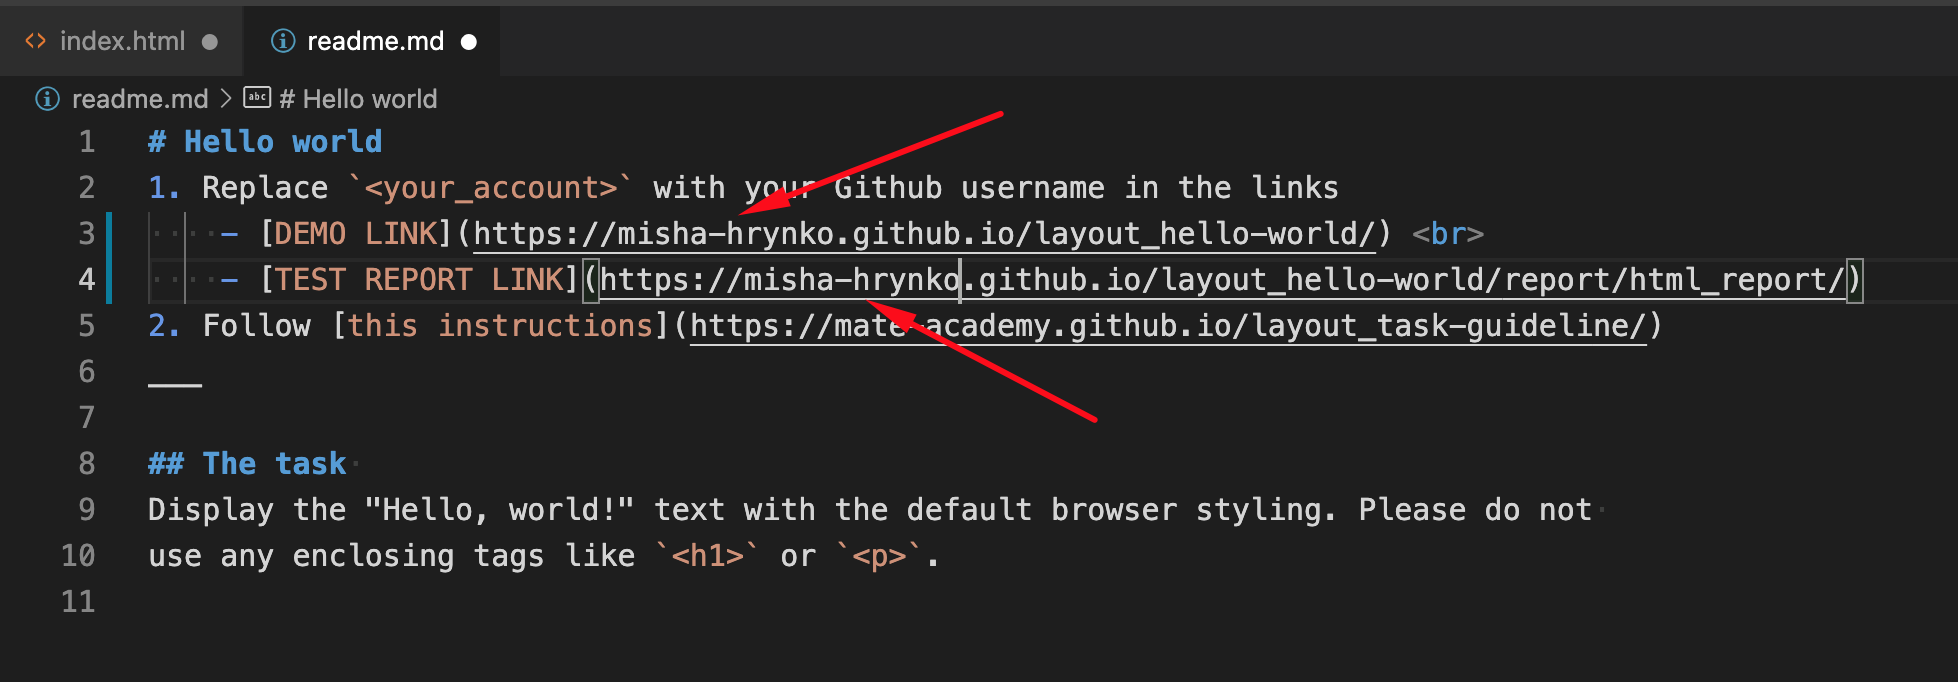 <> index.html ● readme.md ●
readme.md > abc # Hello world
1 # Hello world
2 1. Replace `<your_account>` with your Github username in the links
3 - [DEMO LINK](https://misha-hrynko.github.io/layout_hello-world/) <br>
4 - [TEST REPORT LINK](https://misha-hrynko.github.io/layout_hello-world/report/html_report/)
5 2. Follow [this instructions](https://mate-academy.github.io/layout_task-guideline/)
6 ___
7
8 ## The task
9 Display the "Hello, world!" text with the default browser styling. Please do not
10 use any enclosing tags like `<h1>` or `<p>`.
11